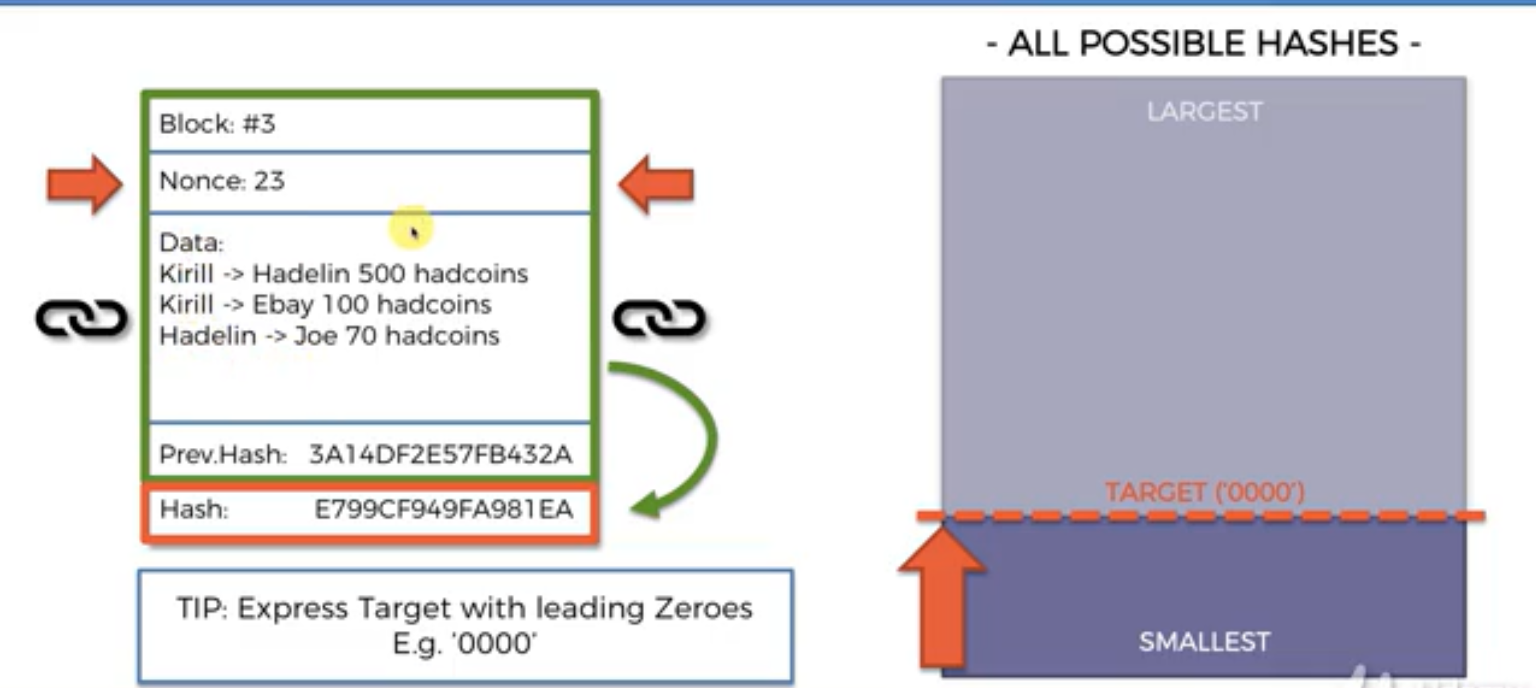 - ALL POSSIBLE HASHES -
Block: #3
Nonce: 23
Data:
Kirill -> Hadelin 500 hadcoins
Kirill -> Ebay 100 hadcoins
Hadelin -> Joe 70 hadcoins
Prev.Hash: 3A14DF2E57FB432A
Hash: E799CF949FA981EA
TIP: Express Target with leading Zeroes
E.g. '0000'
LARGEST
TARGET ('0000')
SMALLEST